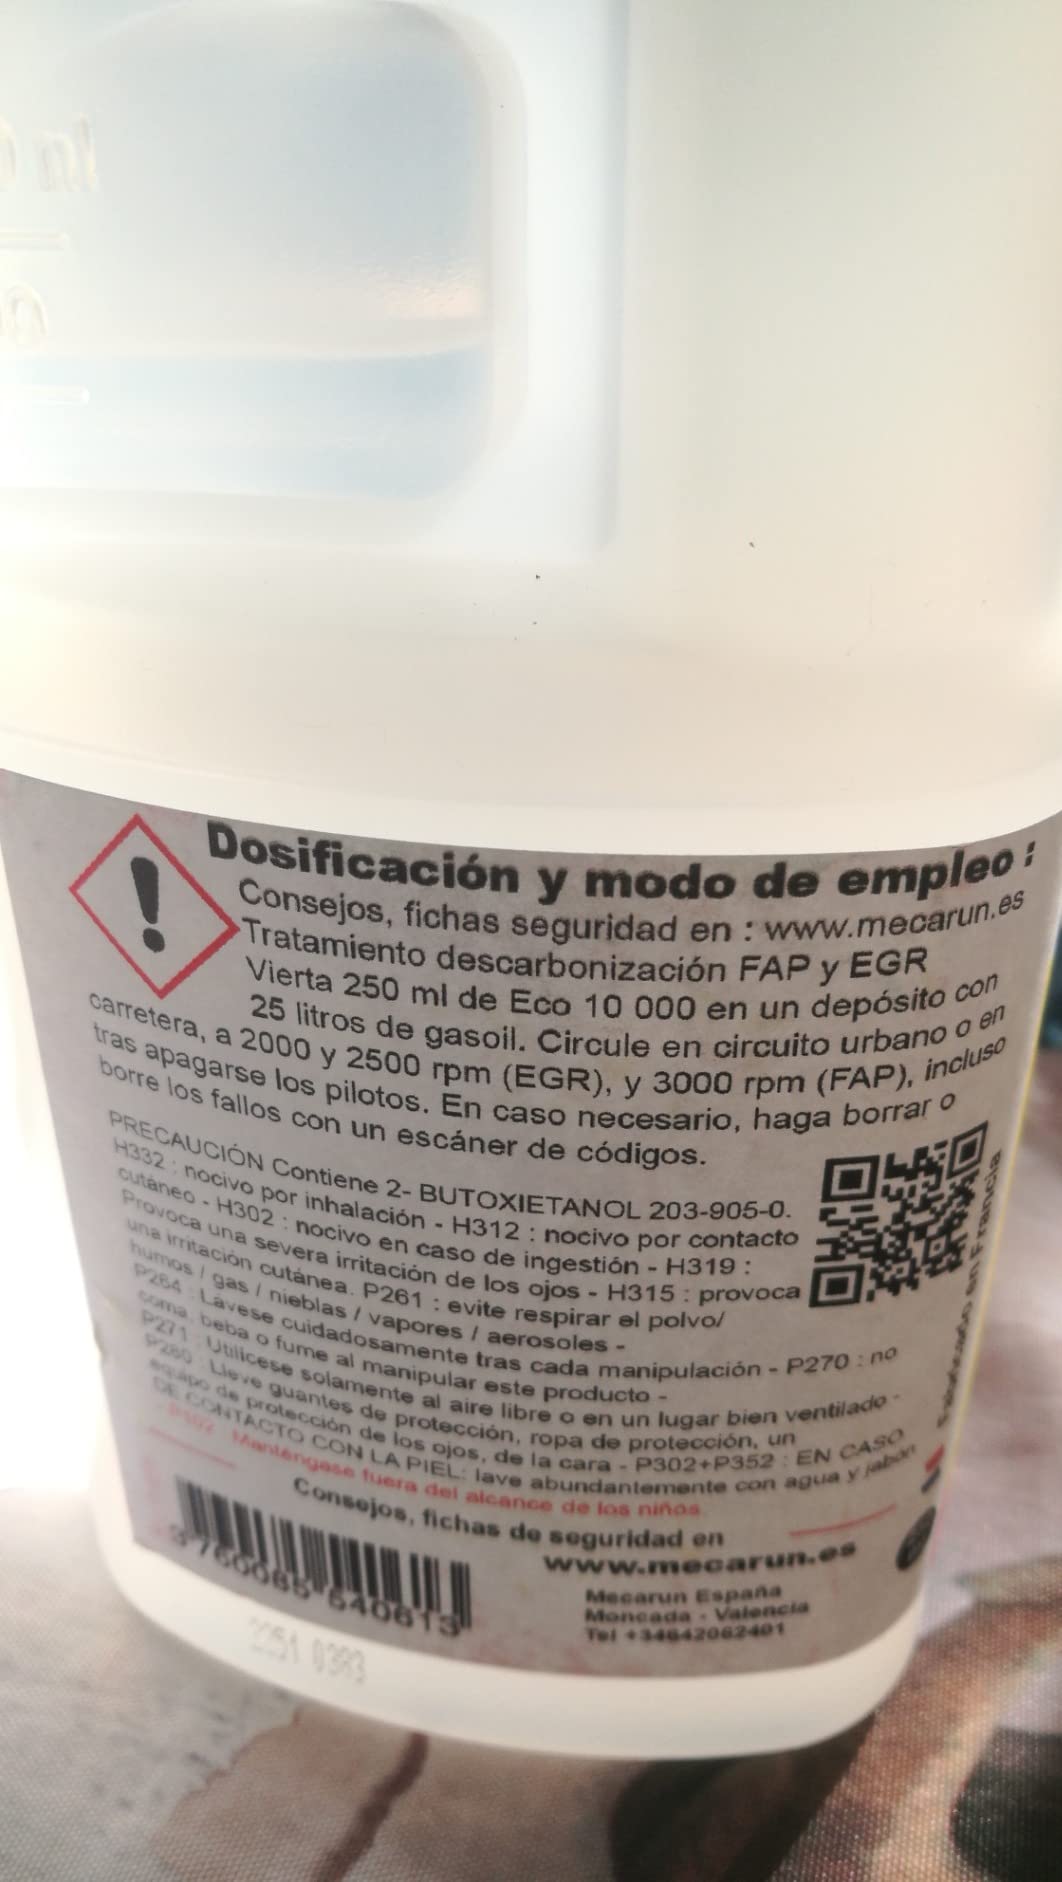 Dosificación y modo de empleo :
Consejos, fichas seguridad en : www.mecarun.es
Tratamiento descarbonización FAP y EGR
Vierta 250 ml de Eco 10 000 en un depósito con
25 litros de gasoil. Circule en circuito urbano o en
carretera, a 2000 y 2500 rpm (EGR), y 3000 rpm (FAP), incluso
tras apagarse los pilotos. En caso necesario, haga borrar o
borre los fallos con un escáner de códigos.
PRECAUCIÓN Contiene 2- BUTOXIETANOL 203-905-0.
H332 : nocivo por inhalación - H312 : nocivo por contacto
cutáneo - H302 : nocivo en caso de ingestión - H319 :
Provoca una severa irritación de los ojos - H315 : provoca
una irritación cutánea. P261 : evite respirar el polvo/
humos / gas / nieblas / vapores / aerosoles -
P264 : Lávese cuidadosamente tras cada manipulación - P270 : no
coma, beba o fume al manipular este producto -
P271 : Utilícese solamente al aire libre o en un lugar bien ventilado -
P280 : Lleve guantes de protección, ropa de protección, un
equipo de protección de los ojos, de la cara - P302+P352 : EN CASO
DE CONTACTO CON LA PIEL: lave abundantemente con agua y jabón
- P102 : Manténgase fuera del alcance de los niños.
Fabricado en Francia
Consejos, fichas de seguridad en
www.mecarun.es
3 760085 640613
Mecarun España
Moncada - Valencia
Tel +34642062401
2251 0383